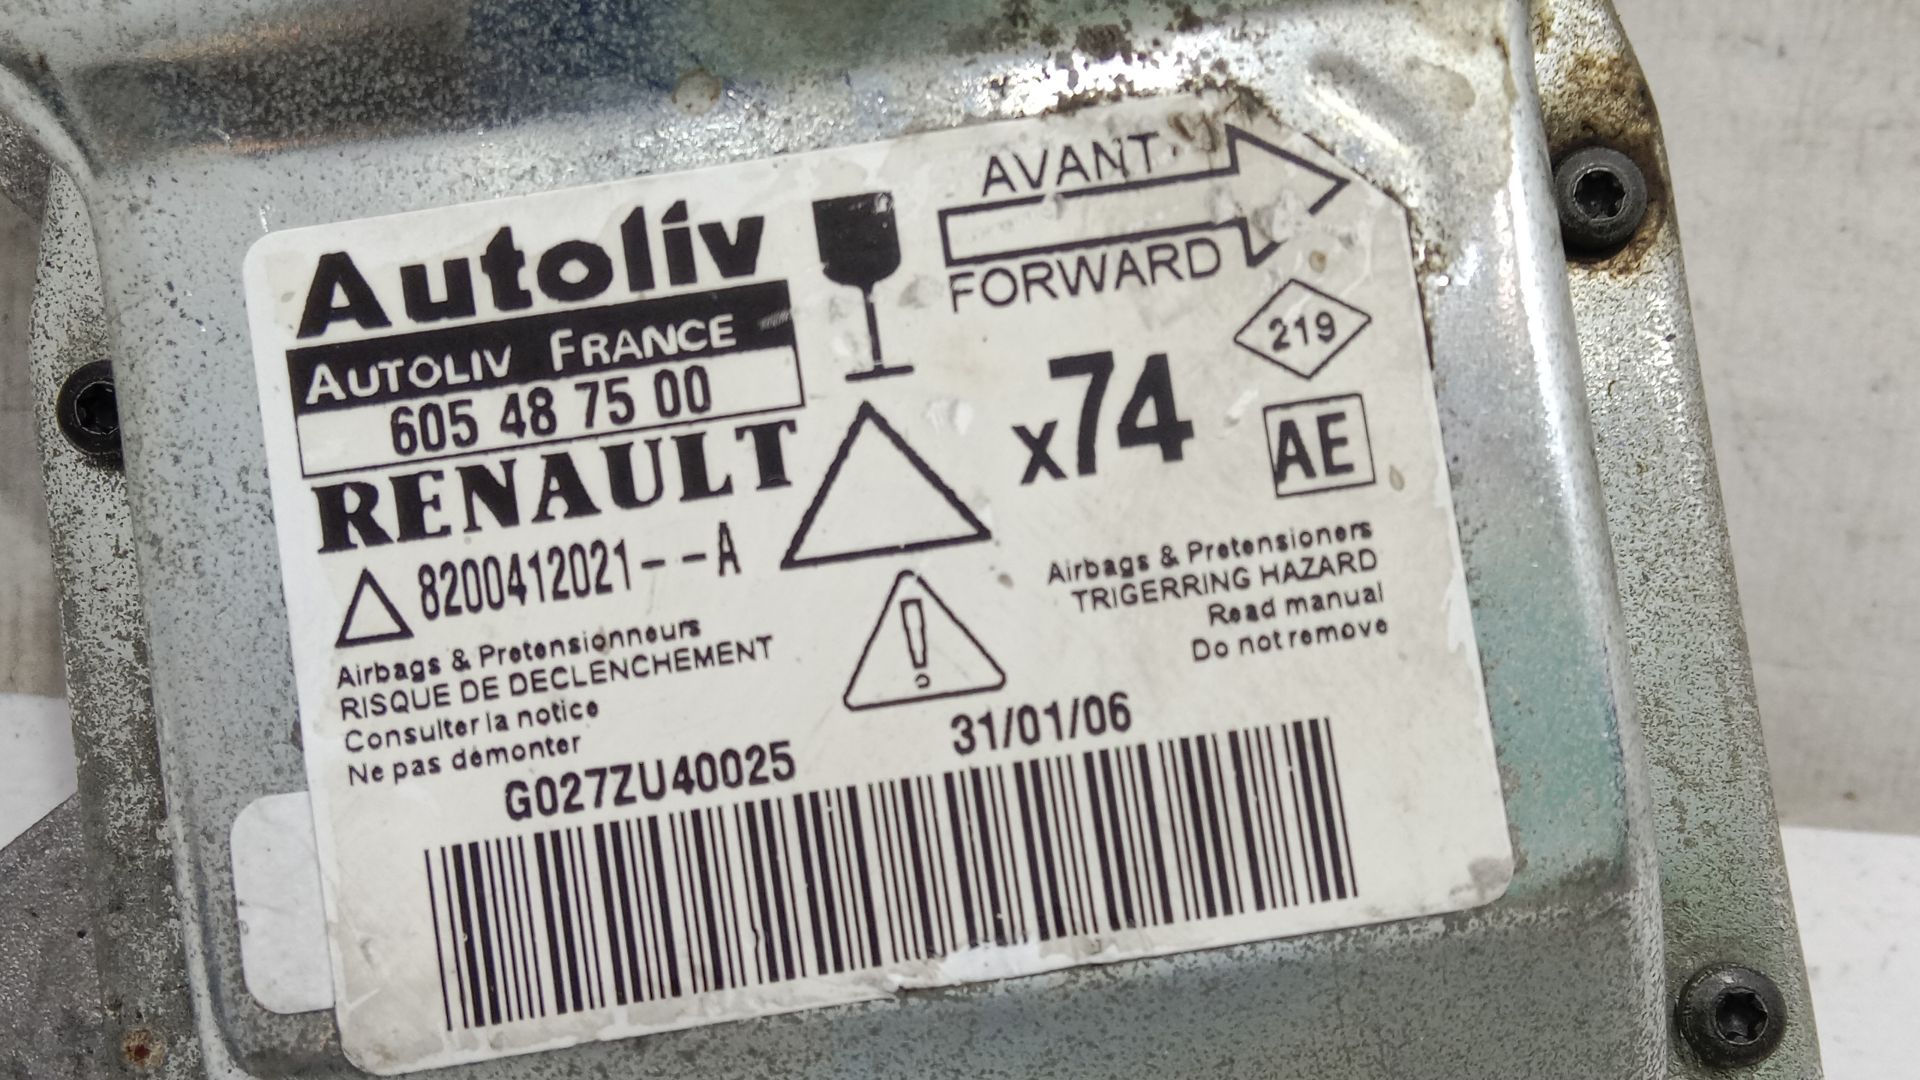 Autoliv
AUTOLIV FRANCE
605 48 75 00
RENAULT
8200412021--A
Airbags & Pretensionneurs
RISQUE DE DECLENCHEMENT
Consulter la notice
Ne pas démonter
AVANT
FORWARD
219
x74
AE
Airbags & Pretensioners
TRIGERRING HAZARD
Read manual
Do not remove
G027ZU40025
31/01/06